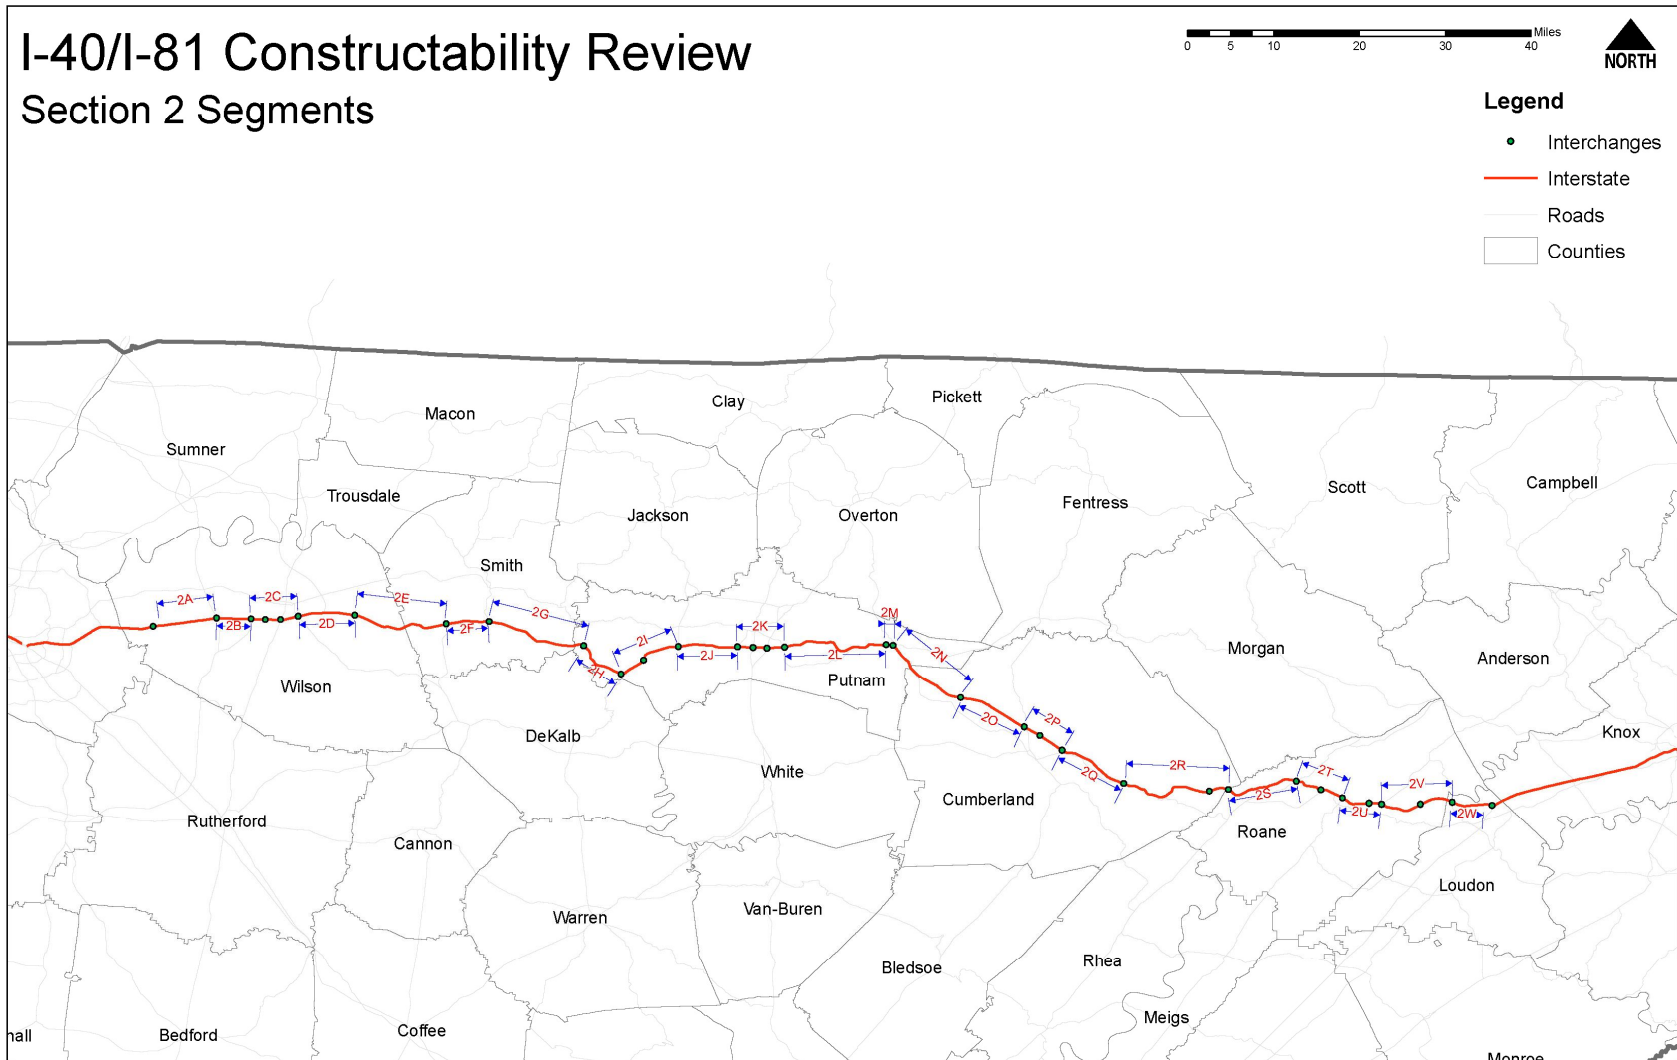 I-40/I-81 Constructability Review
Section 2 Segments
Miles
0 5 10 20 30 40
NORTH
Legend
Interchanges
Interstate
Roads
Counties
Macon
Clay
Pickett
Sumner
Trousdale
Jackson
Overton
Fentress
Scott
Campbell
Smith
2A
2B
2C
2D
2E
2F
2G
2H
2I
2J
2K
2L
2M
2N
2O
2P
2Q
2R
2S
2T
2U
2V
2W
Wilson
Putnam
Morgan
Anderson
DeKalb
White
Cumberland
Knox
Rutherford
Cannon
Roane
Loudon
Warren
Van-Buren
Bledsoe
Rhea
Meigs
hall
Bedford
Coffee
Monroe